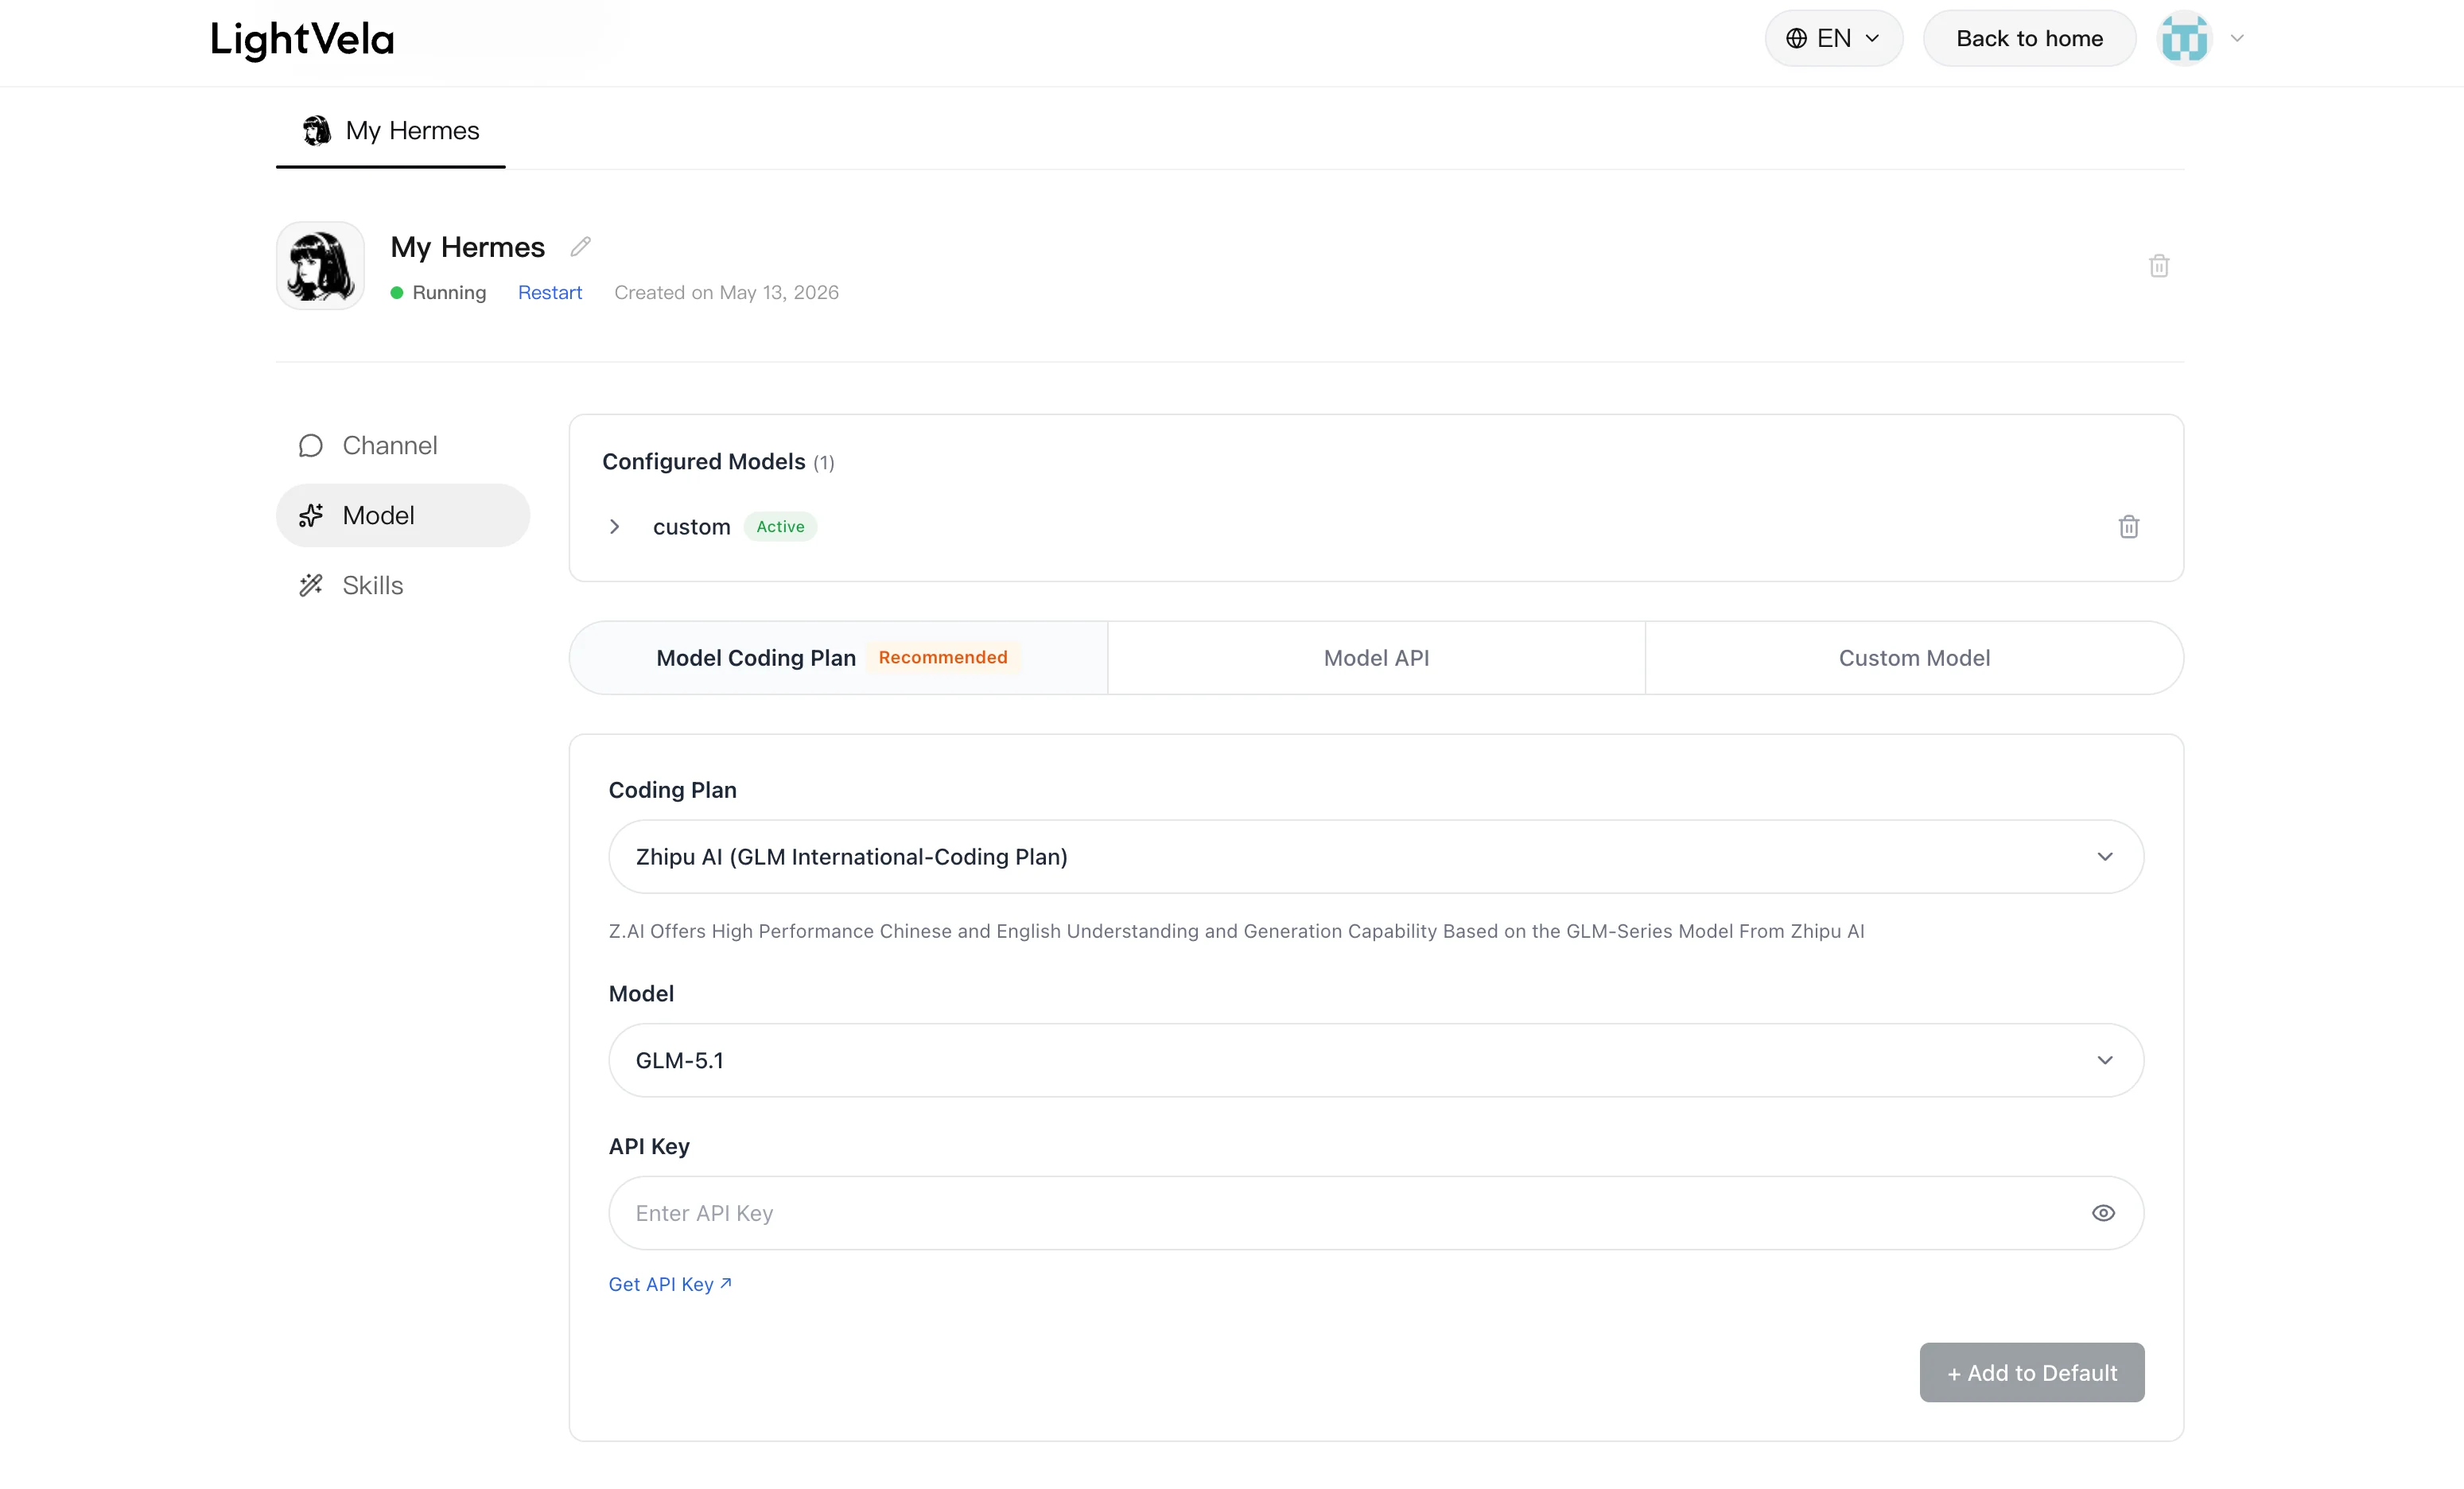 LightVela
EN
Back to home
My Hermes
My Hermes
Running Restart Created on May 13, 2026
Channel
Model
Skills
Configured Models (1)
custom Active
Model Coding Plan Recommended
Model API
Custom Model
Coding Plan
Zhipu AI (GLM International-Coding Plan)
Z.AI Offers High Performance Chinese and English Understanding and Generation Capability Based on the GLM-Series Model From Zhipu AI
Model
GLM-5.1
API Key
Enter API Key
Get API Key ↗
+ Add to Default